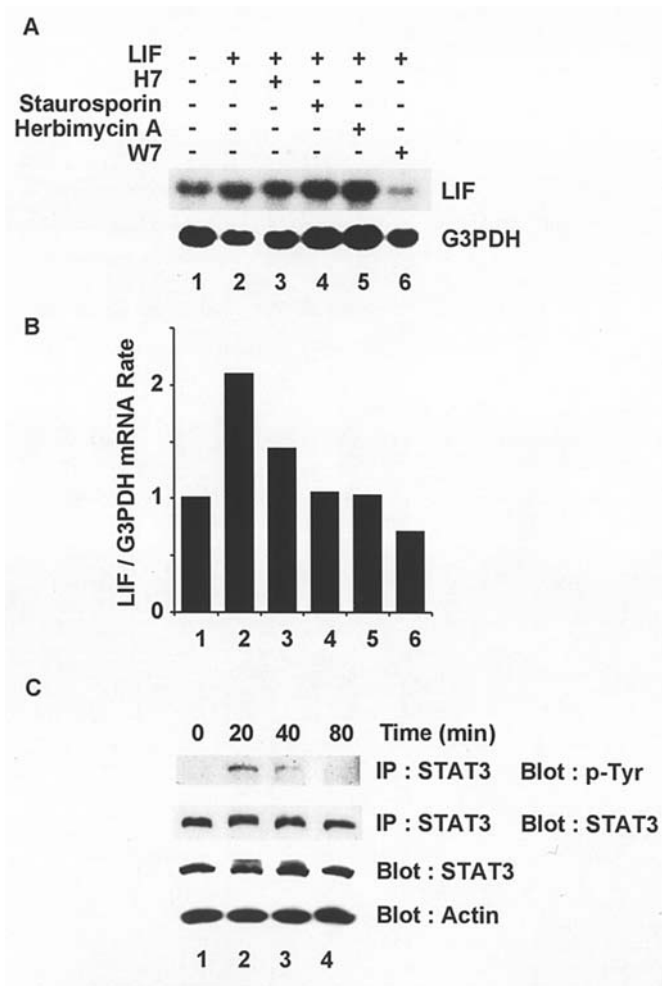 A
LIF - + + + + +
H7 - - + - - -
Staurosporin - - - + - -
Herbimycin A - - - - + -
W7 - - - - - +
LIF
G3PDH
1 2 3 4 5 6
B
LIF / G3PDH mRNA Rate
2
1
0
1 2 3 4 5 6
C
0 20 40 80 Time (min)
IP : STAT3 Blot : p-Tyr
IP : STAT3 Blot : STAT3
Blot : STAT3
Blot : Actin
1 2 3 4